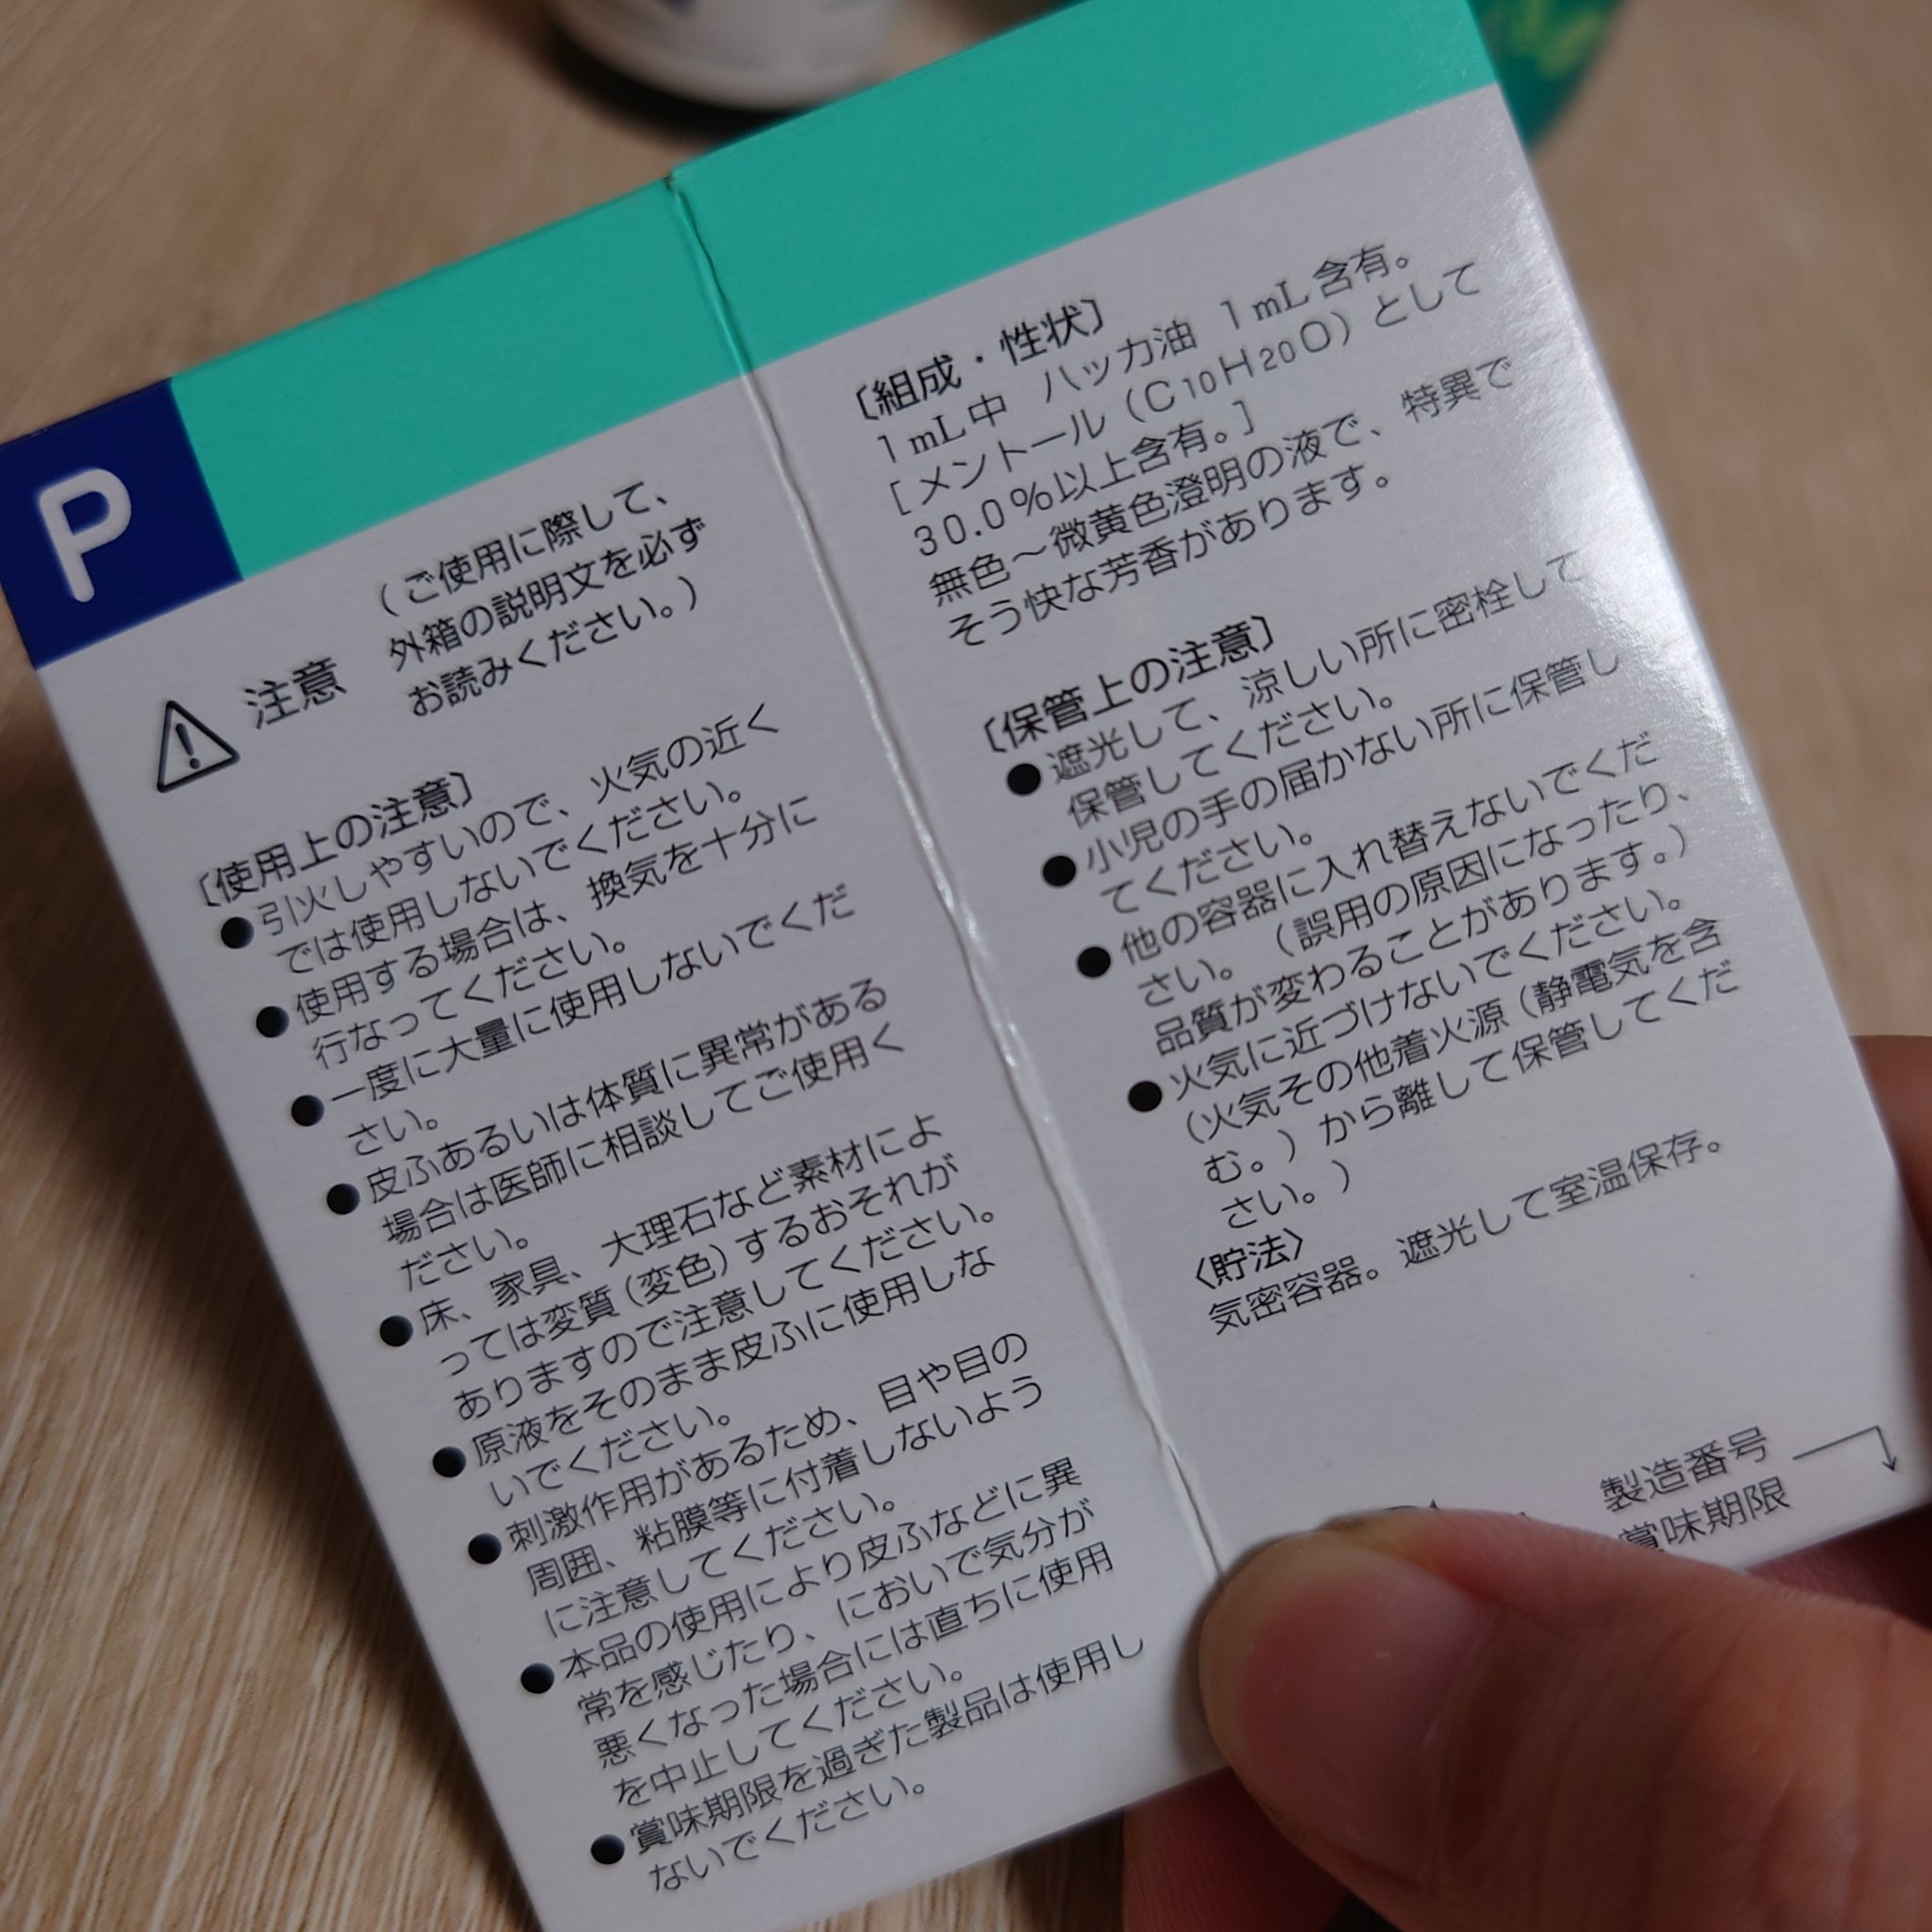 P
注意
（ご使用に際して、
外箱の説明文を必ず
お読みください。）
〔使用上の注意〕
●引火しやすいので、火気の近く
では使用しないでください。
●使用する場合は、換気を十分に
行なってください。
●一度に大量に使用しないでくだ
さい。
●皮ふあるいは体質に異常がある
場合は医師に相談してご使用く
ださい。
●床、家具、大理石など素材によ
っては変質（変色）するおそれが
ありますので注意してください。
●原液をそのまま皮ふに使用しな
いでください。
●刺激作用があるため、目や目の
周囲、粘膜等に付着しないよう
に注意してください。
●本品の使用により皮ふなどに異
常を感じたり、においで気分が
悪くなった場合には直ちに使用
を中止してください。
●賞味期限を過ぎた製品は使用し
ないでください。
〔組成・性状〕
1mL中 ハッカ油 1mL含有。
［メントール（C10H20O）として
30.0％以上含有。］
無色～微黄色澄明の液で、特異で
そう快な芳香があります。
〔保管上の注意〕
●遮光して、涼しい所に密栓して
保管してください。
●小児の手の届かない所に保管し
てください。
●他の容器に入れ替えないでくだ
さい。（誤用の原因になったり、
品質が変わることがあります。）
●火気に近づけないでください。
（火気その他着火源（静電気を含
む。）から離して保管してくだ
さい。）
〈貯法〉
気密容器。遮光して室温保存。
製造番号
賞味期限